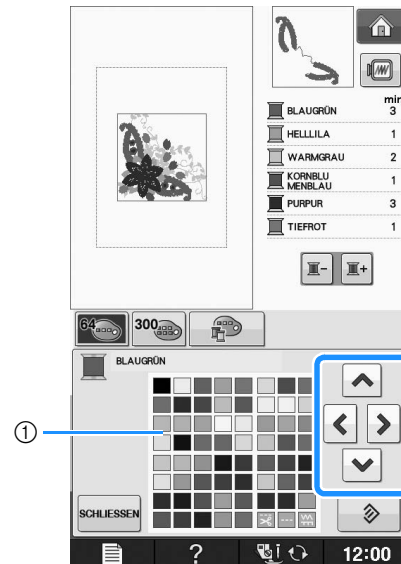 min
BLAUGRÜN 3
HELLLILA 1
WARMGRAU 2
KORNBLU
MENBLAU 1
PURPUR 3
TIEFROT 1
- +
64 300
BLAUGRÜN
①
SCHLIESSEN
? i 12:00